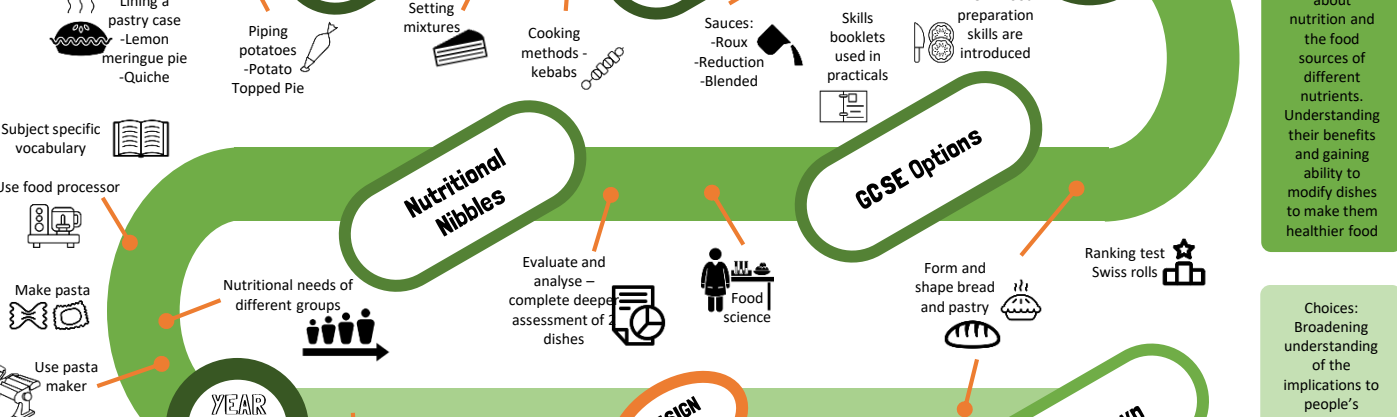 Lining a
pastry case
-Lemon
meringue pie
-Quiche
Piping
potatoes
-Potato
Topped Pie
Setting
mixtures
Cooking
methods -
kebabs
Sauces:
-Roux
-Reduction
-Blended
Skills
booklets
used in
practicals
preparation
skills are
introduced
about
nutrition and
the food
sources of
different
nutrients.
Understanding
their benefits
and gaining
ability to
modify dishes
to make them
healthier food
Subject specific
vocabulary
Use food processor
Make pasta
Use pasta
maker
Nutritional
Nibbles
GCSE Options
Nutritional needs of
different groups
Evaluate and
analyse –
complete deeper
assessment of 2
dishes
Food
science
Form and
shape bread
and pastry
Ranking test
Swiss rolls
Choices:
Broadening
understanding
of the
implications to
people's
YEAR